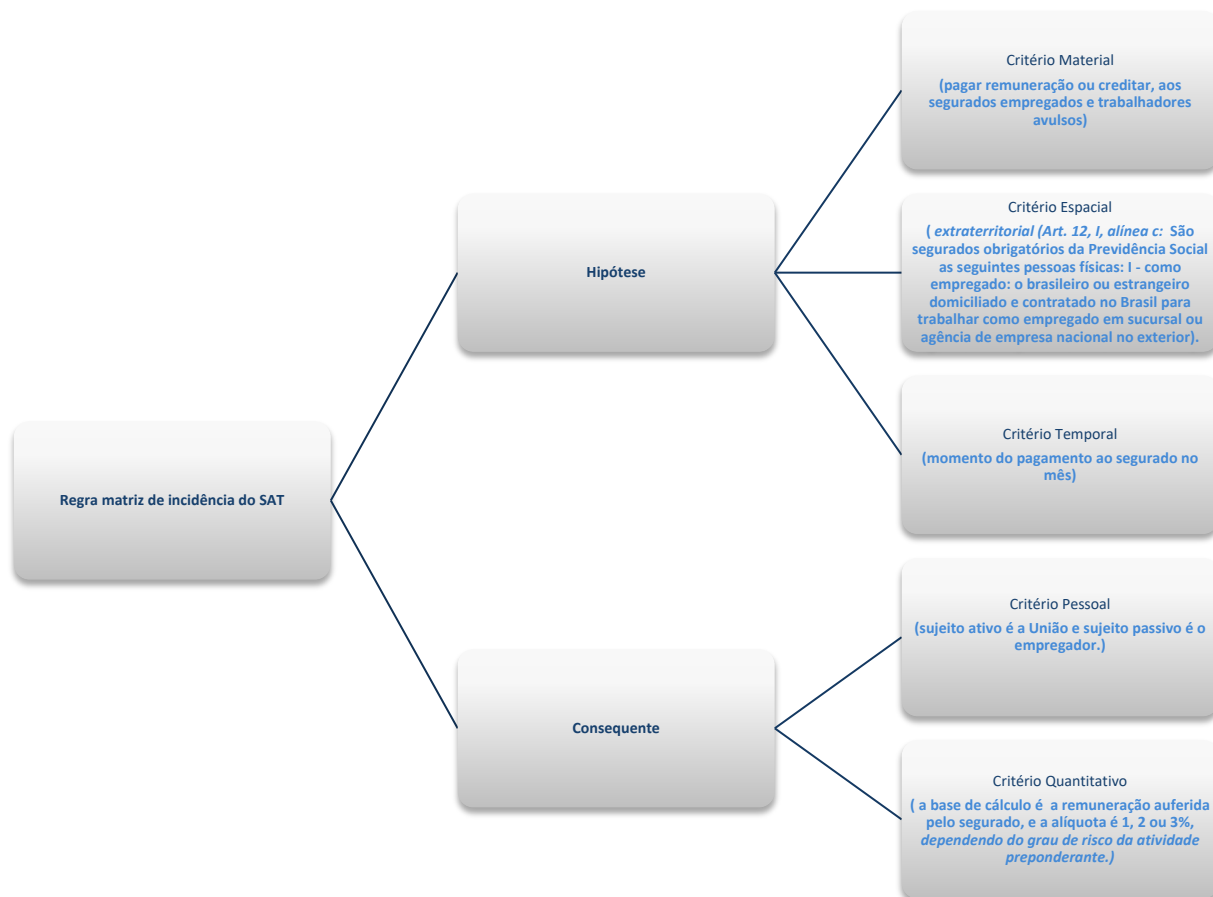 Regra matriz de incidência do SAT
Hipótese
Critério Material
(pagar remuneração ou creditar, aos
segurados empregados e trabalhadores
avulsos)
Critério Espacial
( extraterritorial (Art. 12, I, alínea c: São
segurados obrigatórios da Previdência Social
as seguintes pessoas físicas: I - como
empregado: o brasileiro ou estrangeiro
domiciliado e contratado no Brasil para
trabalhar como empregado em sucursal ou
agência de empresa nacional no exterior).
Critério Temporal
(momento do pagamento ao segurado no
mês)
Consequente
Critério Pessoal
(sujeito ativo é a União e sujeito passivo é o
empregador.)
Critério Quantitativo
( a base de cálculo é a remuneração auferida
pelo segurado, e a alíquota é 1, 2 ou 3%,
dependendo do grau de risco da atividade
preponderante.)